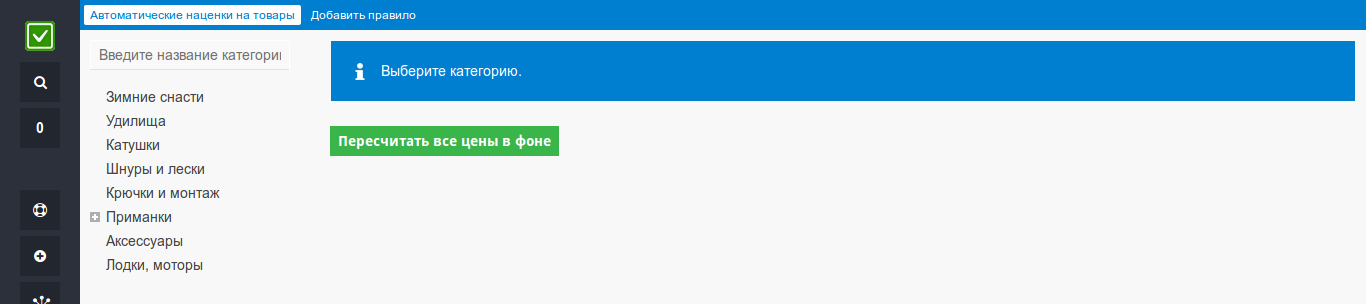 Автоматические наценки на товары Добавить правило
Введите название категори
Выберите категорию.
Зимние снасти
Удилища
0
Катушки
Пересчитать все цены в фоне
Шнуры и лески
Крючки и монтаж
Приманки
Аксессуары
Лодки, моторы